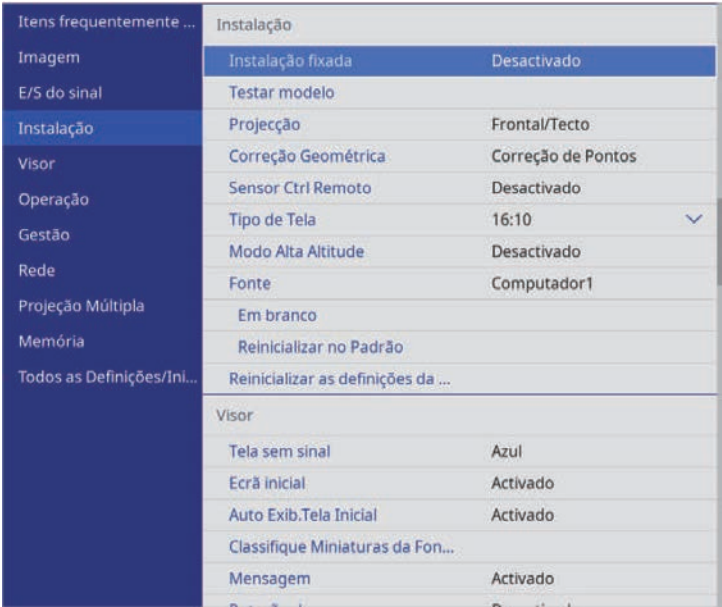 Itens frequentemente ...
Imagem
E/S do sinal
Instalação
Visor
Operação
Gestão
Rede
Projeção Múltipla
Memória
Todos as Definições/Ini...
Instalação
Instalação fixada Desactivado
Testar modelo
Projecção Frontal/Tecto
Correção Geométrica Correção de Pontos
Sensor Ctrl Remoto Desactivado
Tipo de Tela 16:10
Modo Alta Altitude Desactivado
Fonte Computador1
Em branco
Reinicializar no Padrão
Reinicializar as definições da ...
Visor
Tela sem sinal Azul
Ecrã inicial Activado
Auto Exib.Tela Inicial Activado
Classifique Miniaturas da Fon...
Mensagem Activado